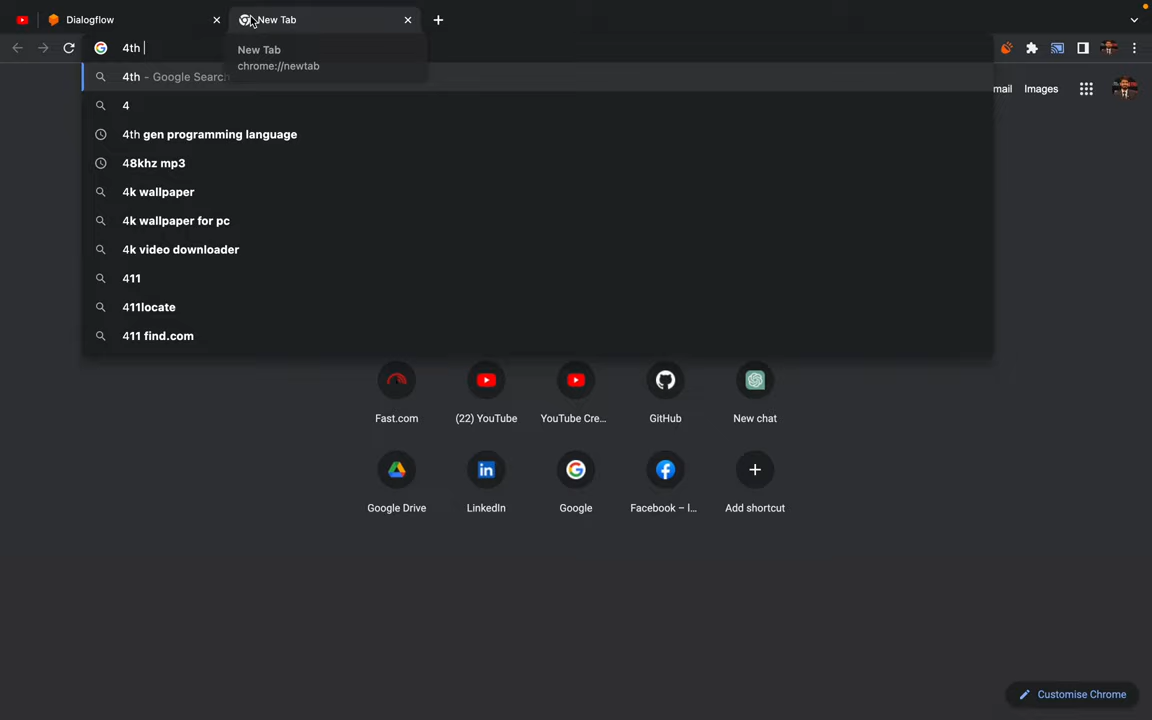 Dialogflow
New Tab
4th
New Tab
chrome://newtab
4th - Google Search
4
4th gen programming language
48khz mp3
4k wallpaper
4k wallpaper for pc
4k video downloader
411
411locate
411 find.com
mail Images
Fast.com (22) YouTube YouTube Cre... GitHub New chat
Google Drive LinkedIn Google Facebook – l... Add shortcut
Customise Chrome